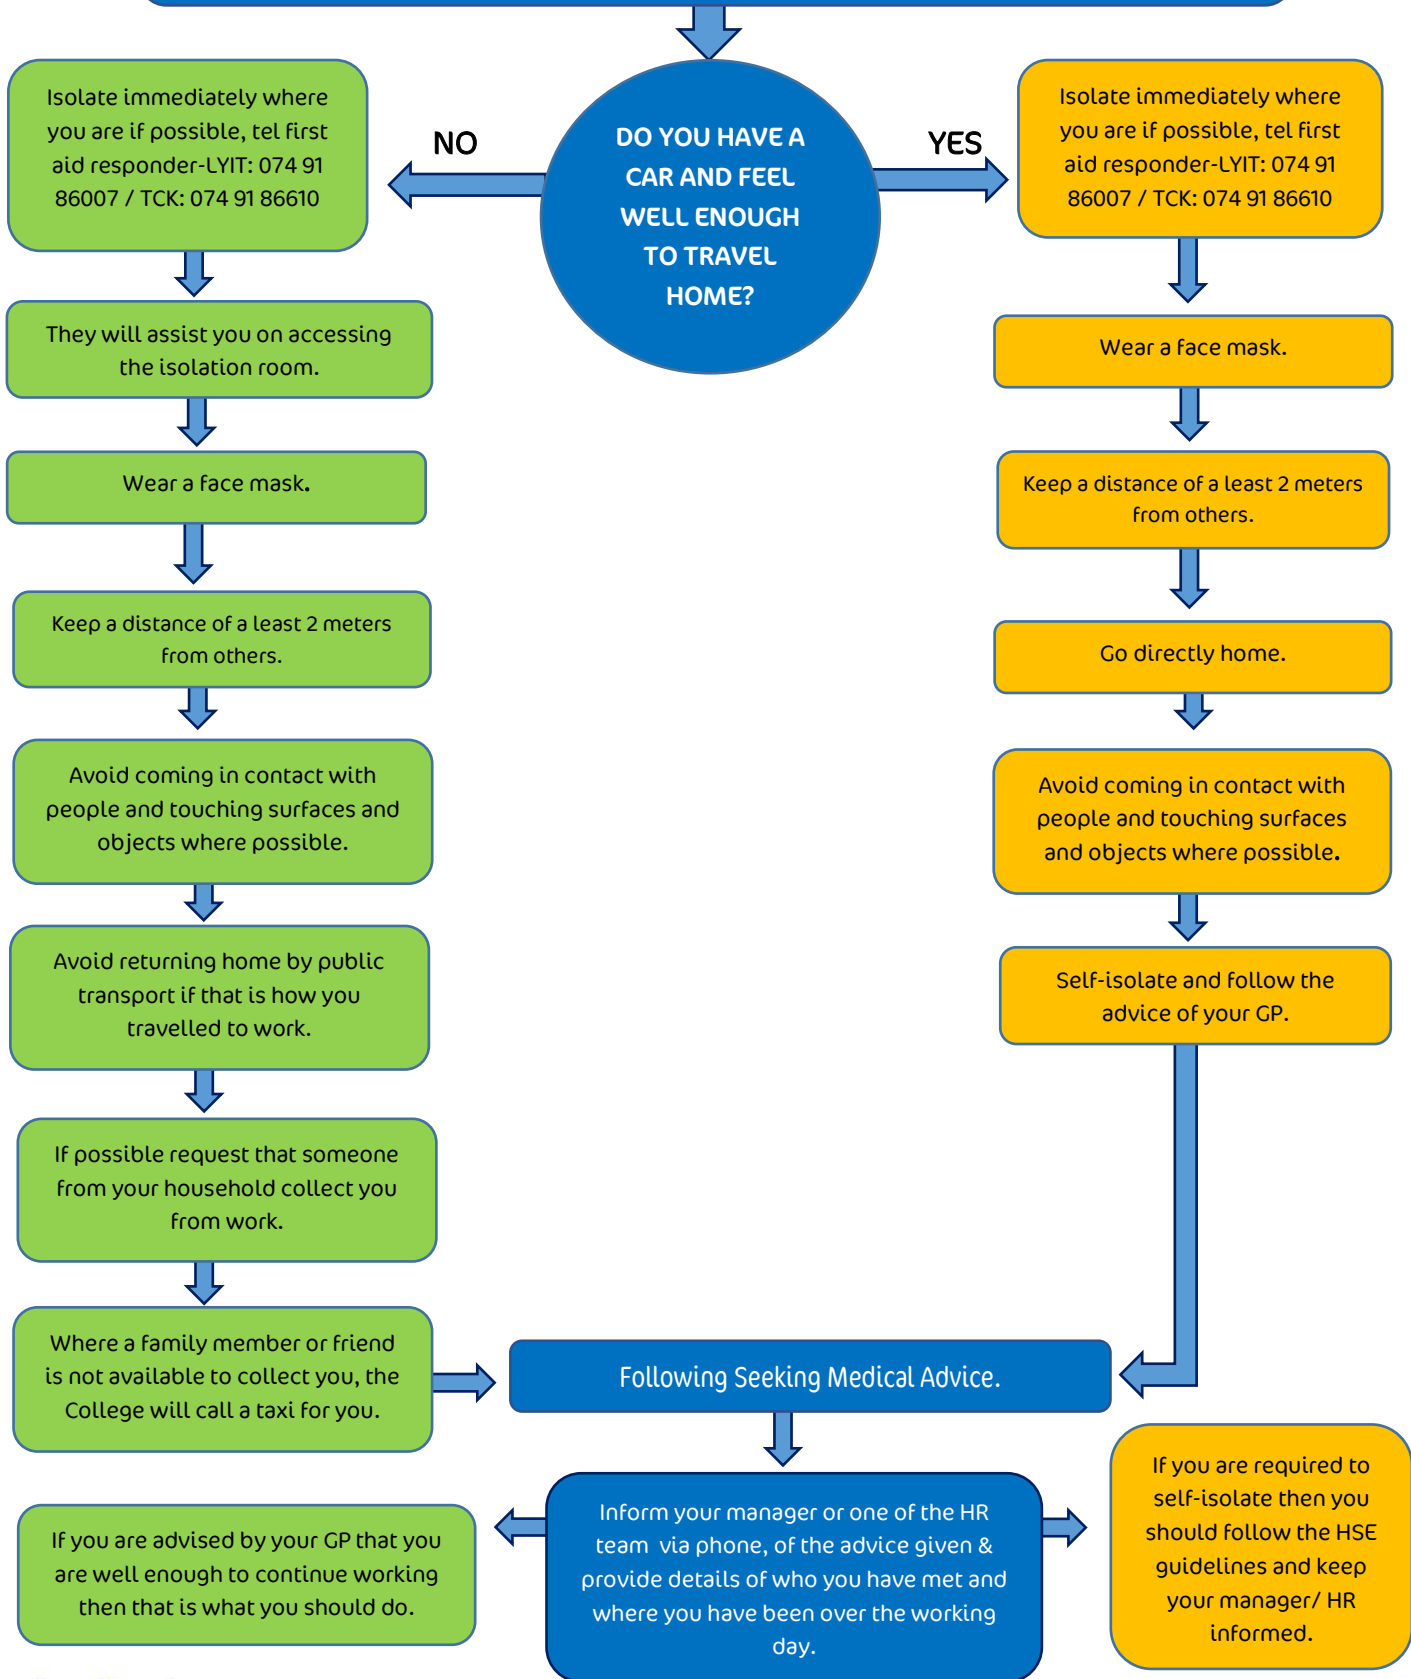 DO YOU HAVE A
CAR AND FEEL
WELL ENOUGH
TO TRAVEL
HOME?
NO
YES
Isolate immediately where
you are if possible, tel first
aid responder-LYIT: 074 91
86007 / TCK: 074 91 86610
They will assist you on accessing
the isolation room.
Wear a face mask.
Keep a distance of a least 2 meters
from others.
Avoid coming in contact with
people and touching surfaces and
objects where possible.
Avoid returning home by public
transport if that is how you
travelled to work.
If possible request that someone
from your household collect you
from work.
Where a family member or friend
is not available to collect you, the
College will call a taxi for you.
Isolate immediately where
you are if possible, tel first
aid responder-LYIT: 074 91
86007 / TCK: 074 91 86610
Wear a face mask.
Keep a distance of a least 2 meters
from others.
Go directly home.
Avoid coming in contact with
people and touching surfaces
and objects where possible.
Self-isolate and follow the
advice of your GP.
Following Seeking Medical Advice.
Inform your manager or one of the HR
team via phone, of the advice given &
provide details of who you have met and
where you have been over the working
day.
If you are advised by your GP that you
are well enough to continue working
then that is what you should do.
If you are required to
self-isolate then you
should follow the HSE
guidelines and keep
your manager/ HR
informed.